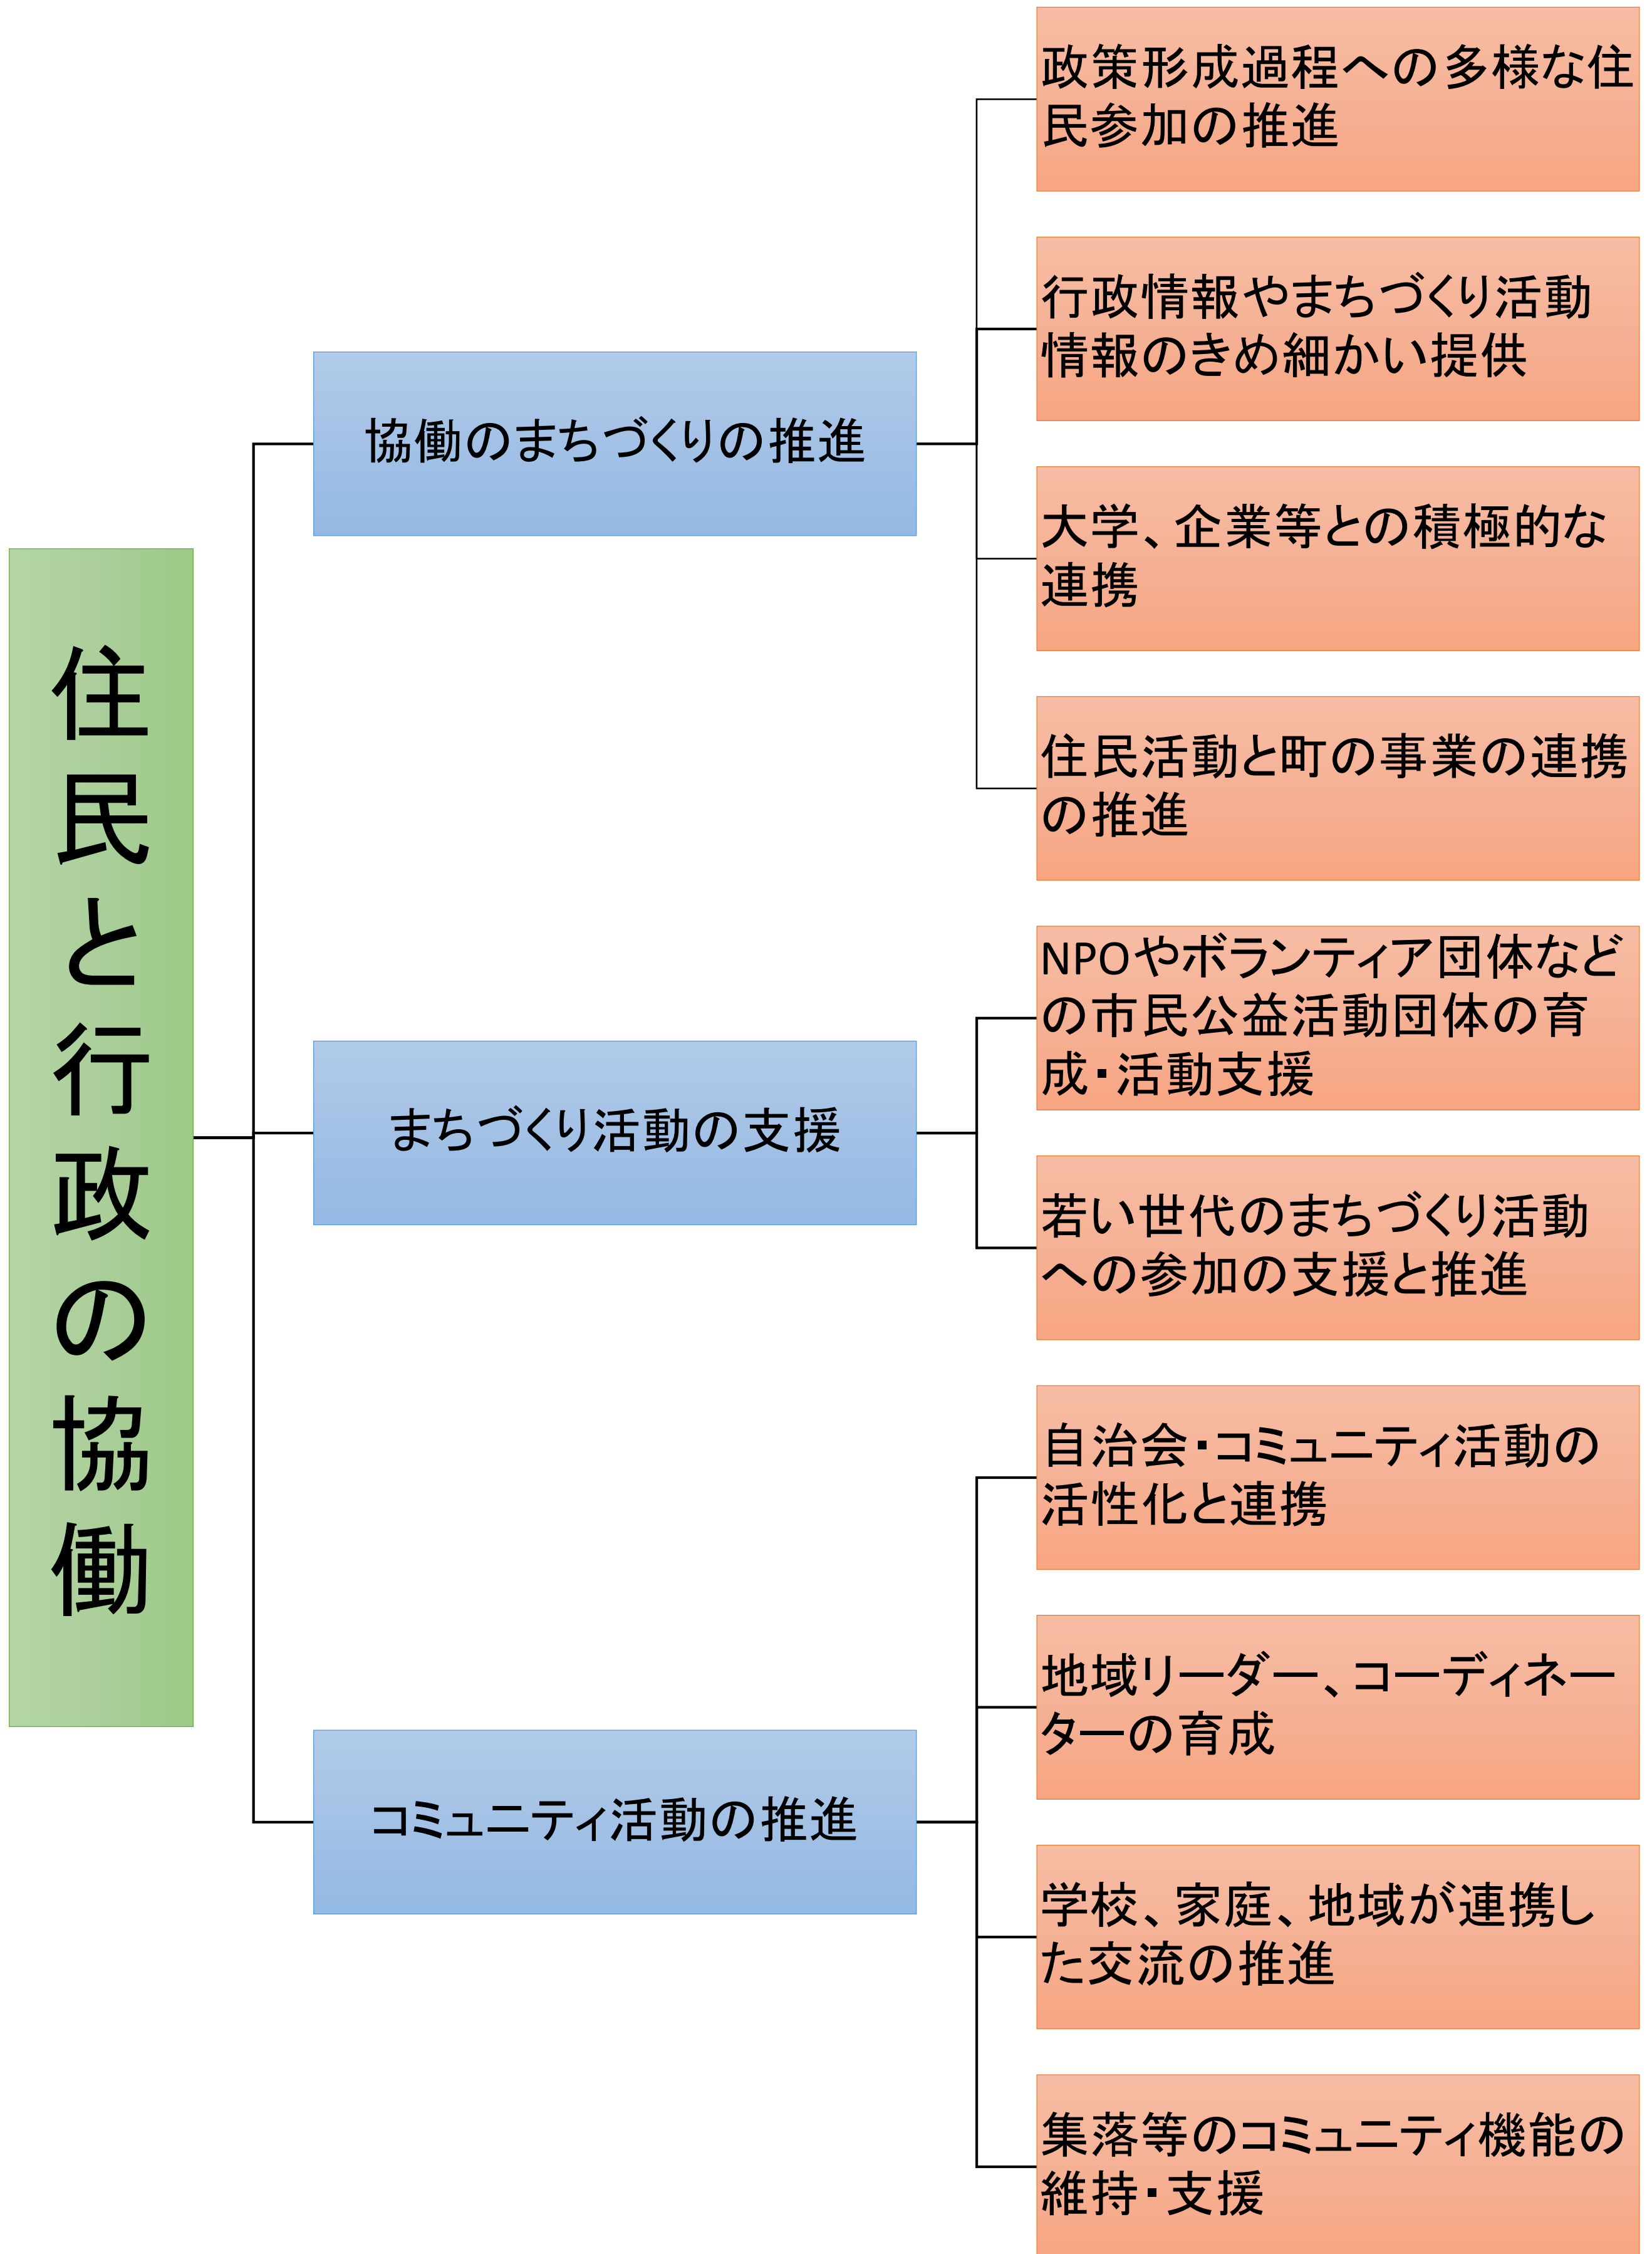 住民と行政の協働
協働のまちづくりの推進
政策形成過程への多様な住
民参加の推進
行政情報やまちづくり活動
情報のきめ細かい提供
大学、企業等との積極的な
連携
住民活動と町の事業の連携
の推進
まちづくり活動の支援
NPOやボランティア団体など
の市民公益活動団体の育
成・活動支援
若い世代のまちづくり活動
への参加の支援と推進
コミュニティ活動の推進
自治会・コミュニティ活動の
活性化と連携
地域リーダー、コーディネー
ターの育成
学校、家庭、地域が連携し
た交流の推進
集落等のコミュニティ機能の
維持・支援